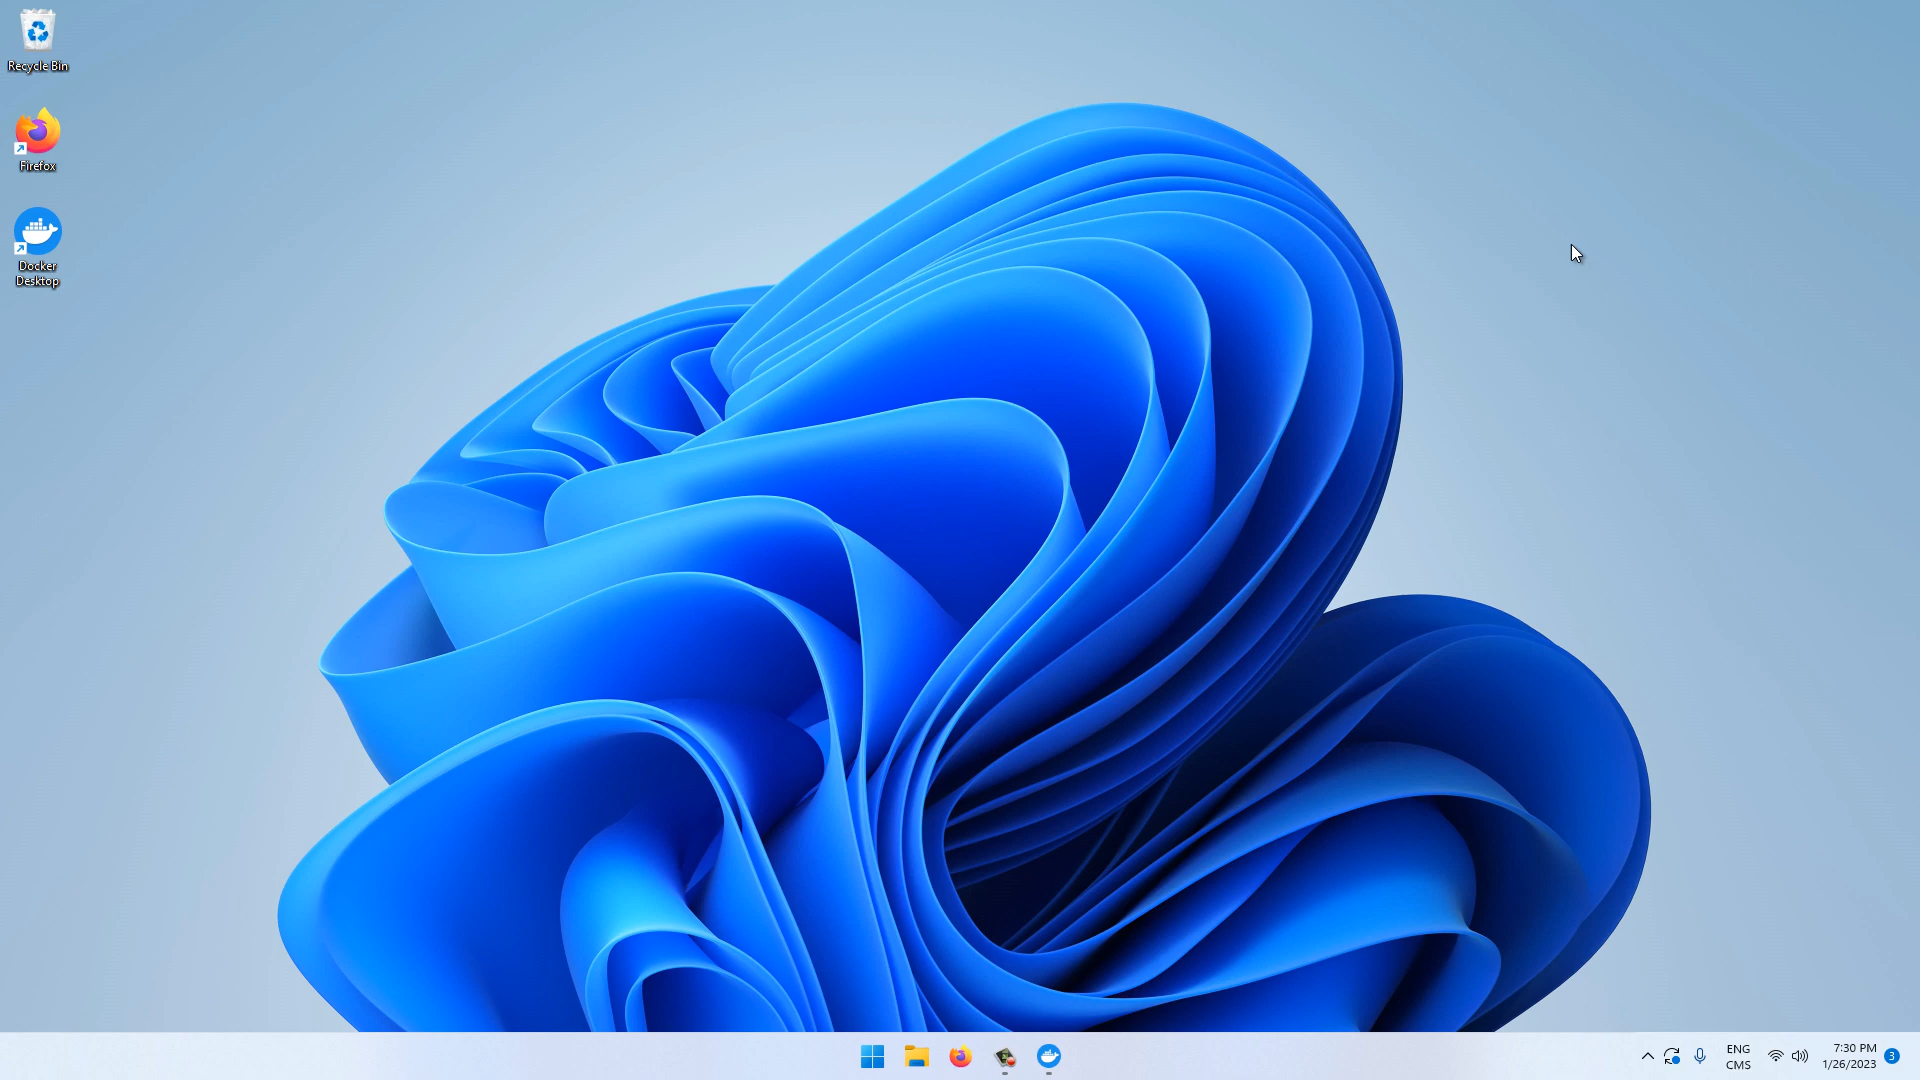 Recycle Bin
Firefox
Docker
Desktop
ENG
CMS
7:30 PM
1/26/2023
3